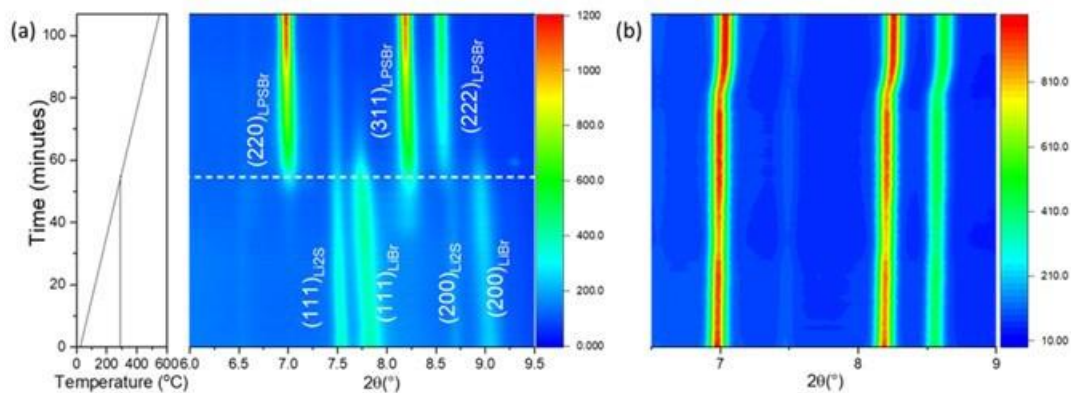 (a)
Time (minutes)
100
80
60
40
20
0
0 200 400 600
Temperature (ºC)
(220)LPSBr
(311)LPSBr
(222)LPSBr
(111)Li2S
(111)LiBr
(200)Li2S
(200)LiBr
6.0 6.5 7.0 7.5 8.0 8.5 9.0 9.5
2θ(°)
1200
1000
800.0
600.0
400.0
200.0
0.000
(b)
7 8 9
2θ(°)
810.0
610.0
410.0
210.0
10.00